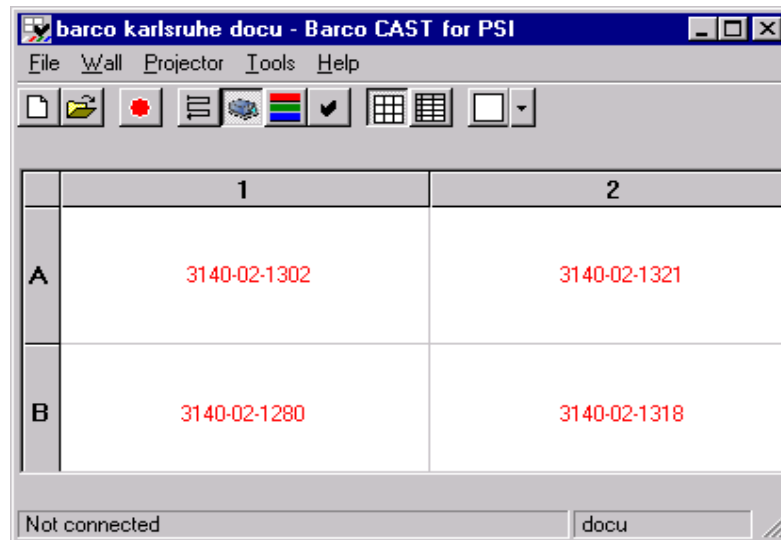 barco karlsruhe docu - Barco CAST for PSI
File Wall Projector Tools Help
1 2
A 3140-02-1302 3140-02-1321
B 3140-02-1280 3140-02-1318
Not connected docu